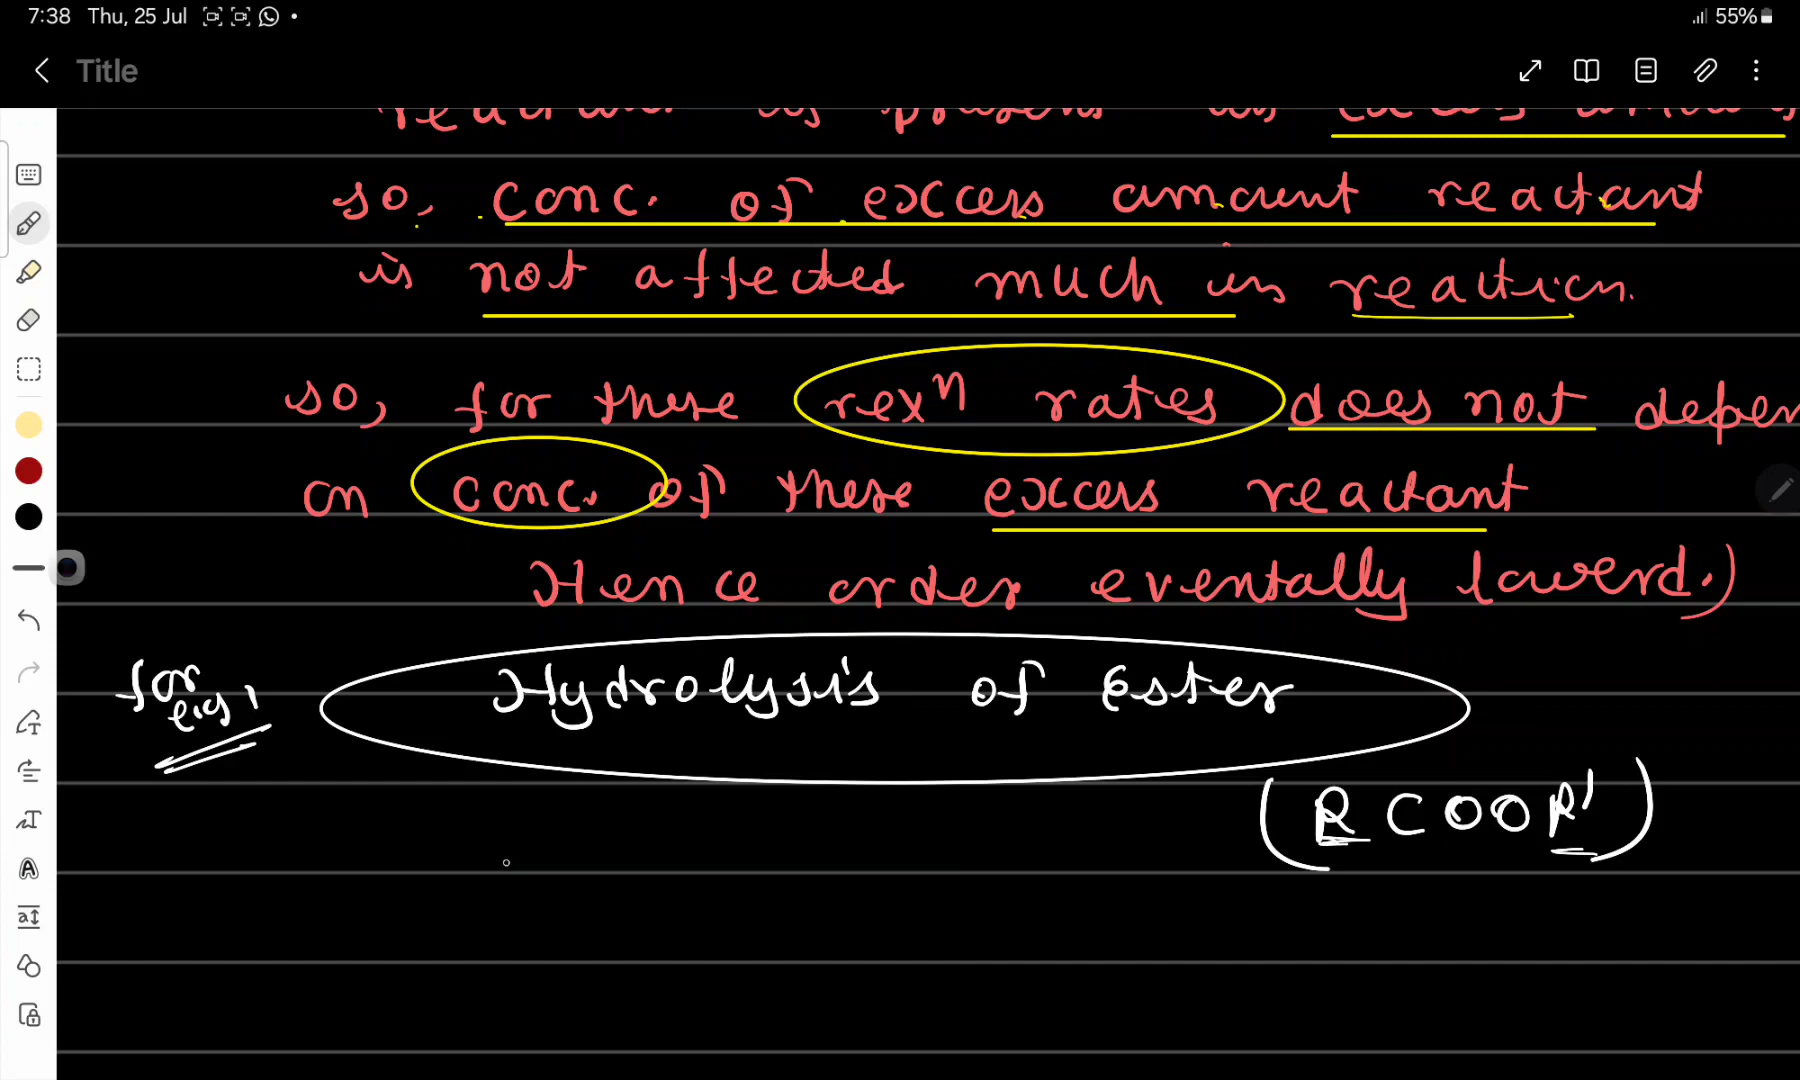 7:38 Thu, 25 Jul
55%
Title
so, conc. of excess amount reactant
is not affected much in reaction.
so, for these rexⁿ rates does not depen
on conc. of these excess reactant
Hence order eventally lowerd.)
for eg, Hydrolysis of Ester
(RCOOR')